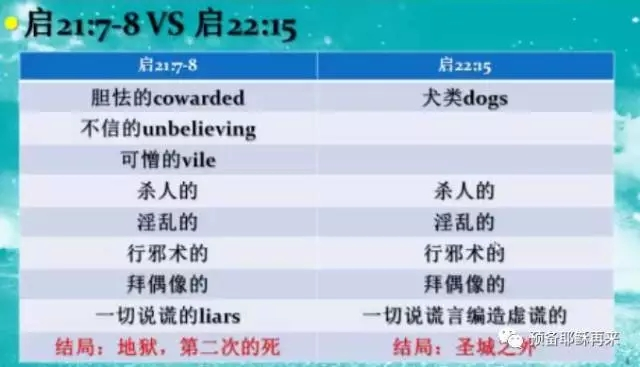 启21:7-8 VS 启22:15
启21:7-8 启22:15
胆怯的cowarded 犬类dogs
不信的unbelieving
可憎的vile
杀人的 杀人的
淫乱的 淫乱的
行邪术的 行邪术的
拜偶像的 拜偶像的
一切说谎的liars 一切说谎言编造虚谎的
结局：地狱，第二次的死 结局：圣城之外
预备耶稣再来